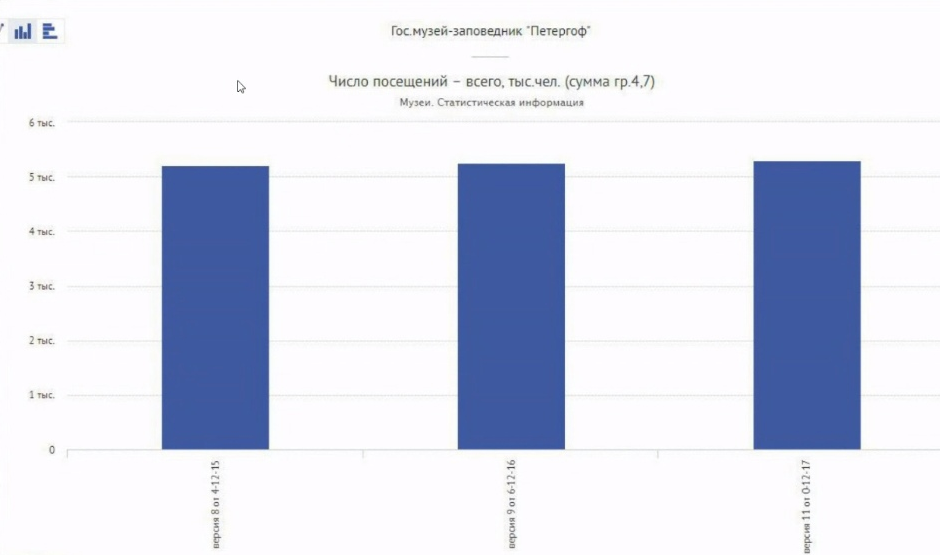 Гос.музей-заповедник "Петергоф"
Число посещений – всего, тыс.чел. (сумма гр.4,7)
Музеи. Статистическая информация
6 тыс.
5 тыс.
4 тыс.
3 тыс.
2 тыс.
1 тыс.
0
версия 8 от 4-12-15
версия 9 от 6-12-16
версия 11 от 0-12-17